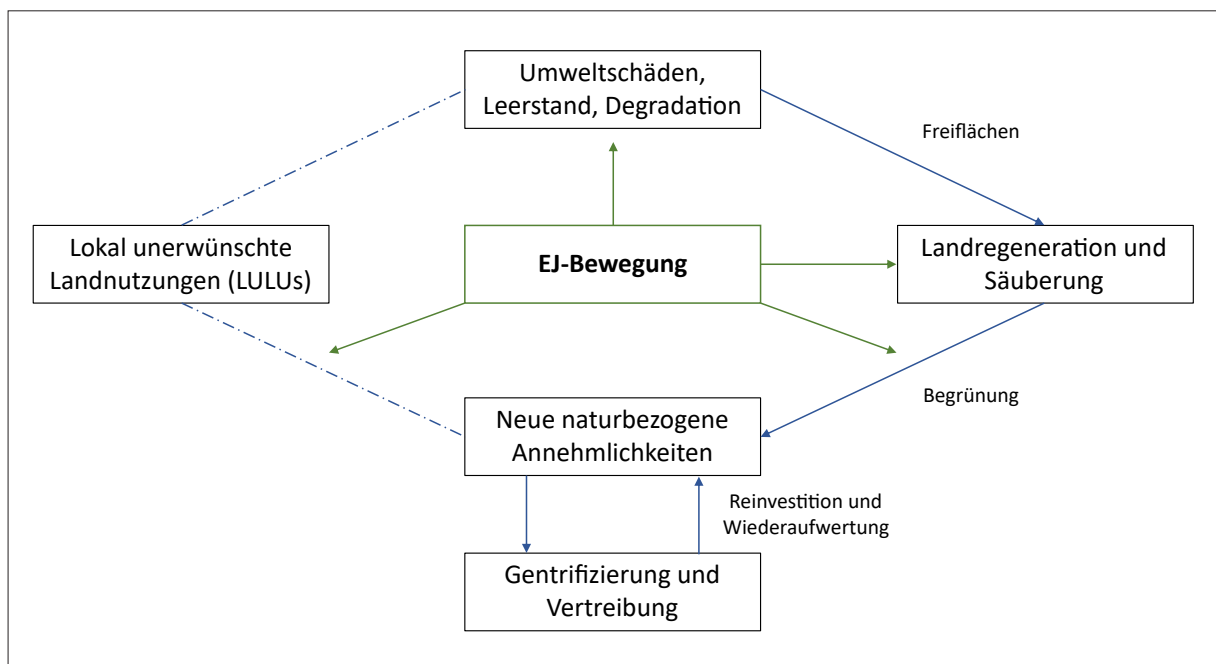 Umweltschäden,
Leerstand, Degradation
Freiflächen
Lokal unerwünschte
Landnutzungen (LULUs)
EJ-Bewegung
Landregeneration und
Säuberung
Begrünung
Neue naturbezogene
Annehmlichkeiten
Reinvestition und
Wiederaufwertung
Gentrifizierung und
Vertreibung